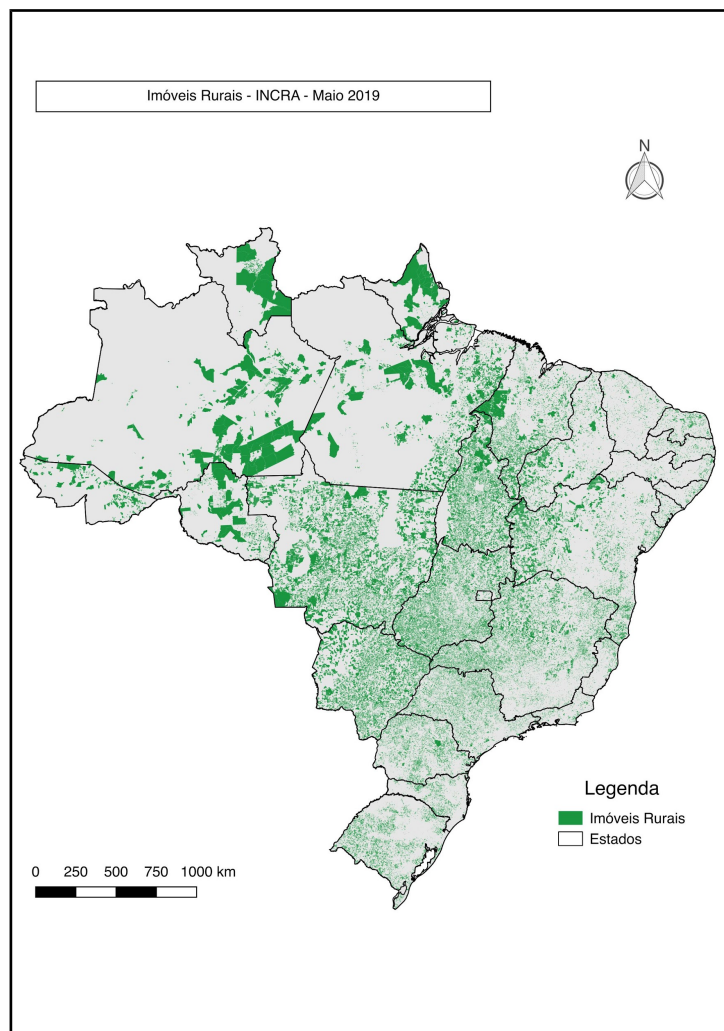 Imóveis Rurais - INCRA - Maio 2019
N
Legenda
Imóveis Rurais
Estados
0 250 500 750 1000 km